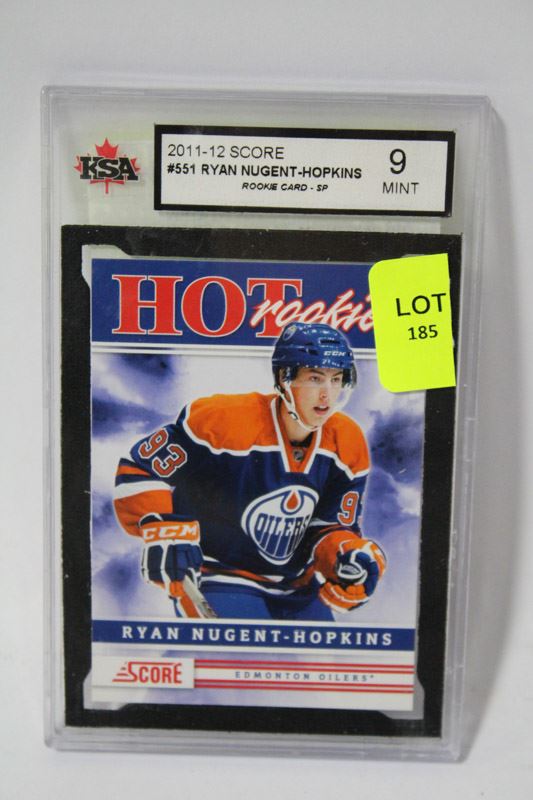 KSA
2011-12 SCORE
#551 RYAN NUGENT-HOPKINS
ROOKIE CARD - SP
9
MINT
HOT
rookie
LOT
185
CCM
93
93
OILERS
CCM
RYAN NUGENT-HOPKINS
SCORE
EDMONTON OILERS